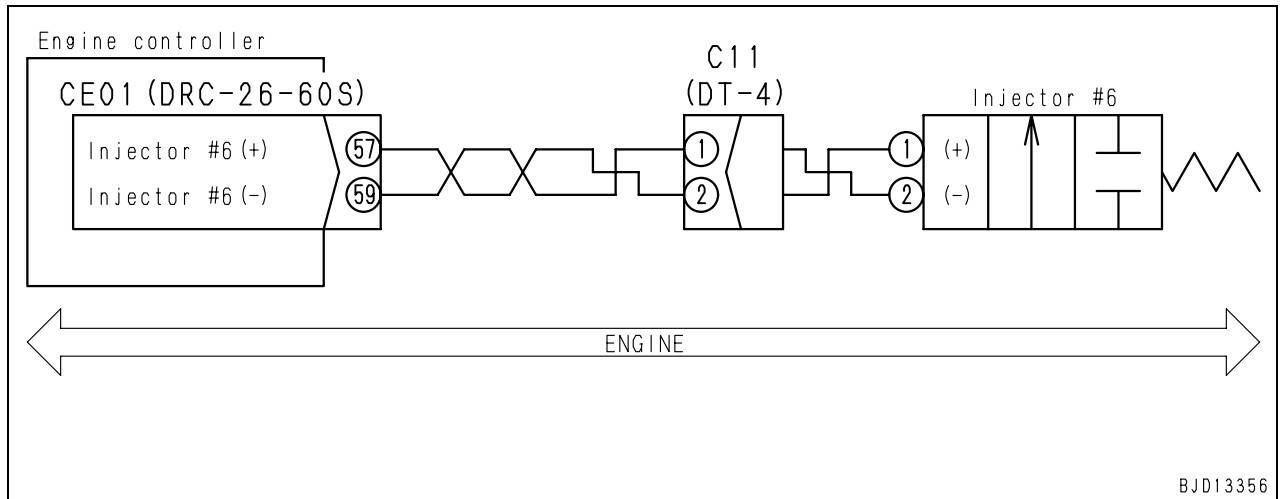 Engine controller
CE01 (DRC-26-60S)
Injector #6 (+)
Injector #6 (-)
57
59
C11
(DT-4)
1
2
Injector #6
1
2
(+)
(-)
ENGINE
BJD13356